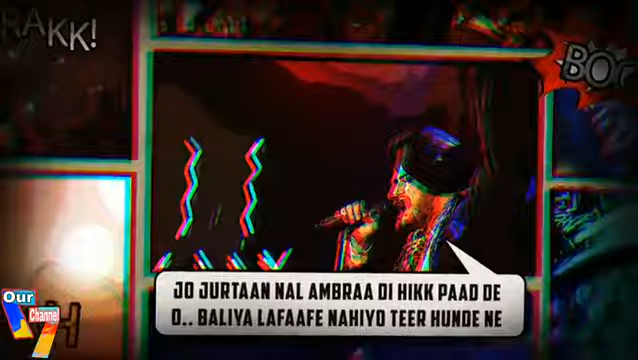 RAKK!
BO
JO JURTAAN NAL AMBRAA DI HIKK PAAD DE
O.. BALIYA LAFAAFE NAHIYO TEER HUNDE NE
Our
Channel
H